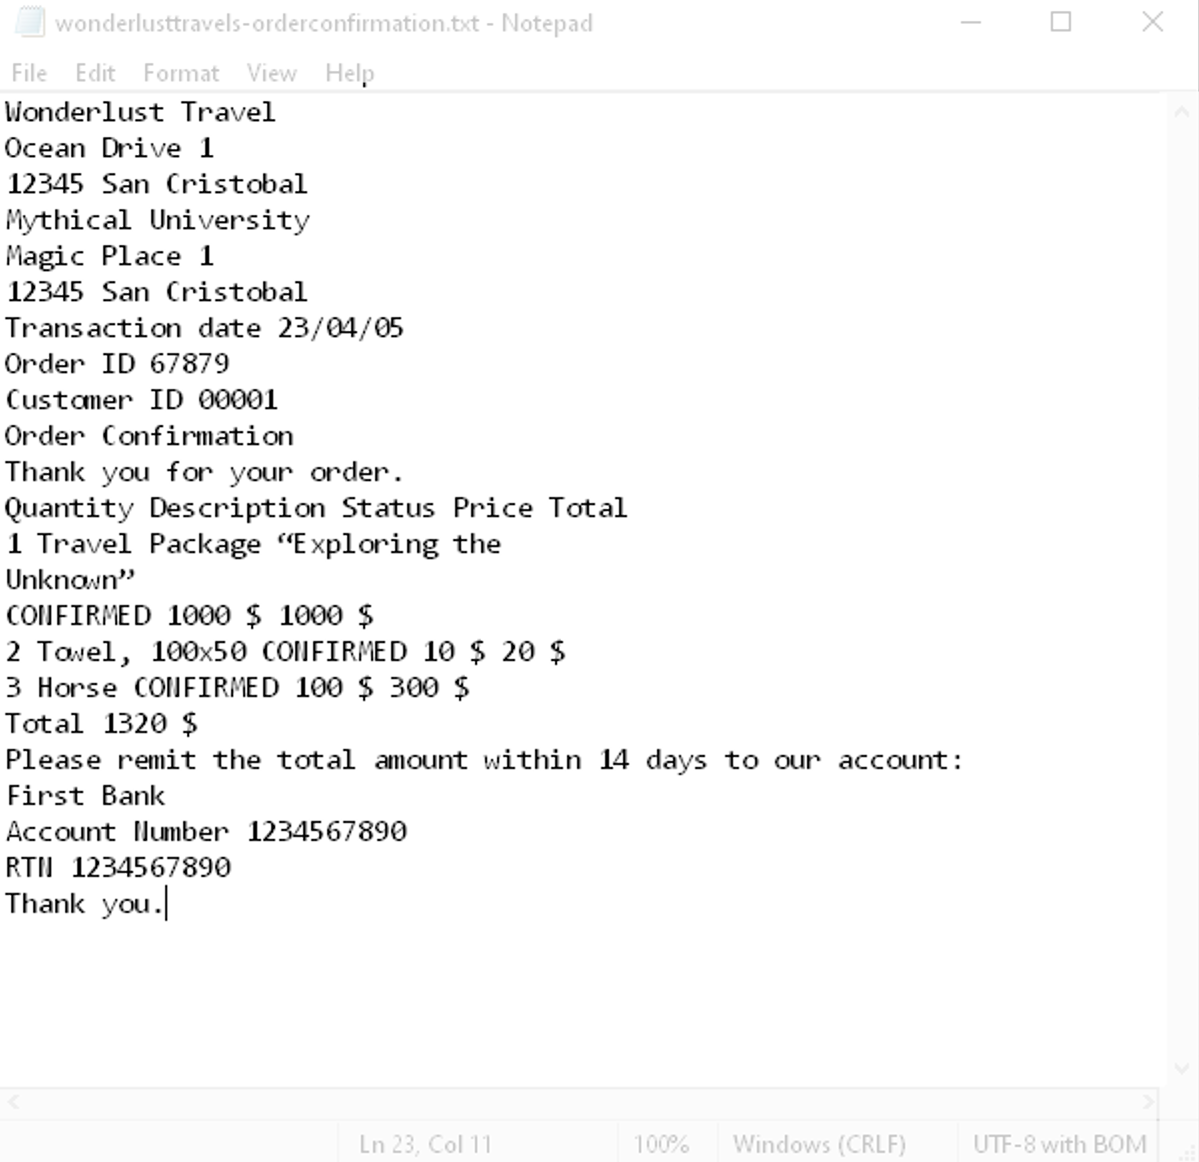 wonderlusttravels-orderconfirmation.txt - Notepad
File Edit Format View Help
Wonderlust Travel
Ocean Drive 1
12345 San Cristobal
Mythical University
Magic Place 1
12345 San Cristobal
Transaction date 23/04/05
Order ID 67879
Customer ID 00001
Order Confirmation
Thank you for your order.
Quantity Description Status Price Total
1 Travel Package “Exploring the
Unknown”
CONFIRMED 1000 $ 1000 $
2 Towel, 100x50 CONFIRMED 10 $ 20 $
3 Horse CONFIRMED 100 $ 300 $
Total 1320 $
Please remit the total amount within 14 days to our account:
First Bank
Account Number 1234567890
RTN 1234567890
Thank you.
Ln 23, Col 11 100% Windows (CRLF) UTF-8 with BOM